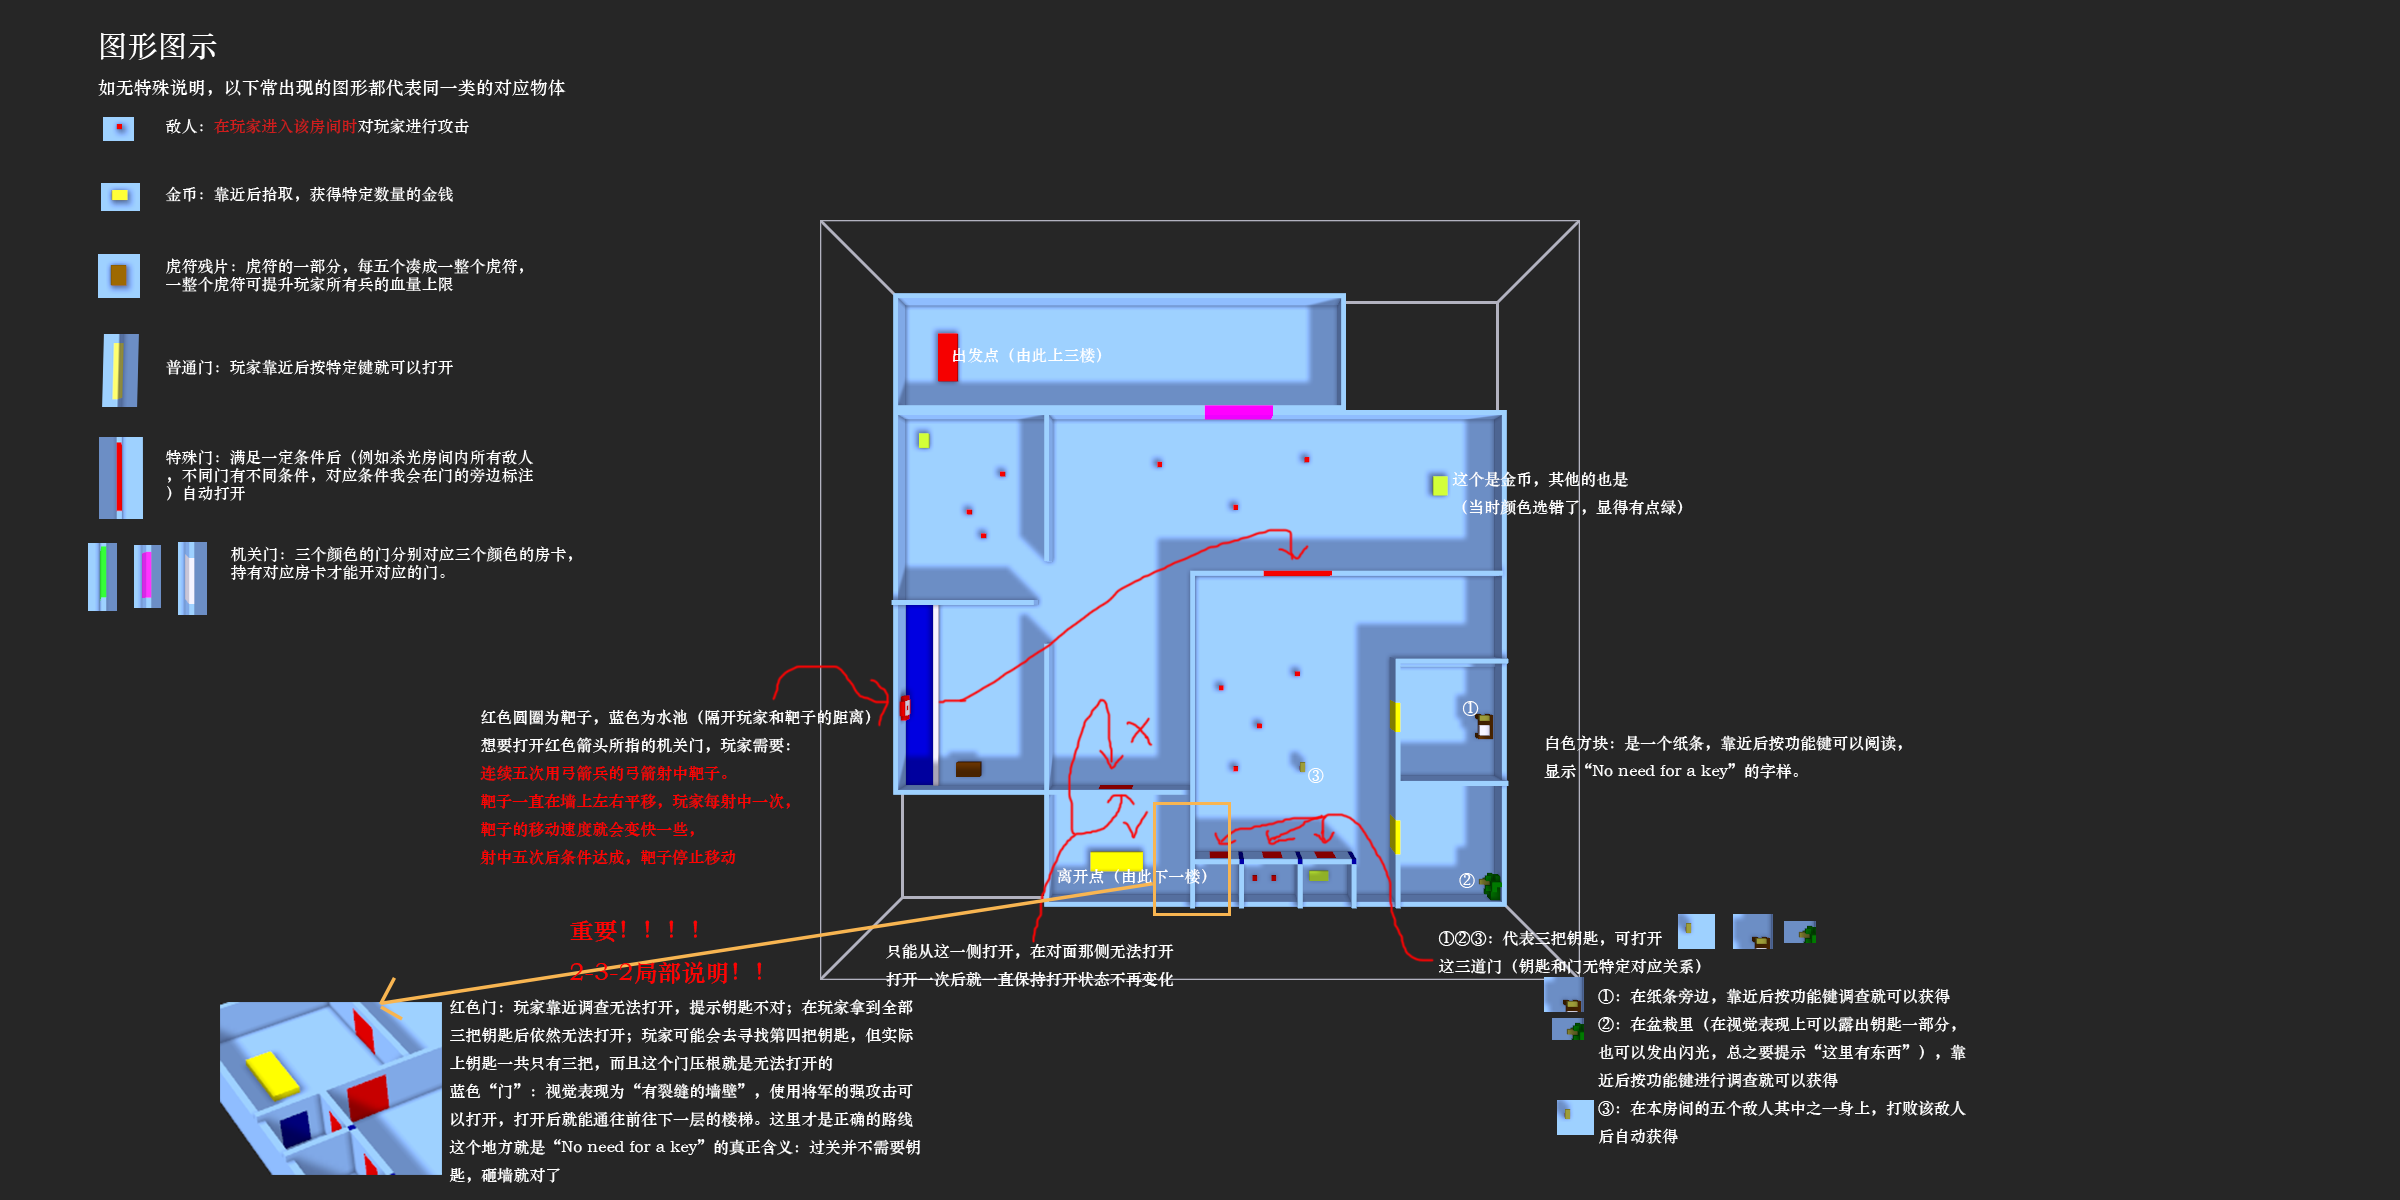 图形图示
如无特殊说明，以下常出现的图形都代表同一类的对应物体
敌人：在玩家进入该房间时对玩家进行攻击
金币：靠近后拾取，获得特定数量的金钱
虎符残片：虎符的一部分，每五个凑成一整个虎符，
一整个虎符可提升玩家所有兵的血量上限
普通门：玩家靠近后按特定键就可以打开
特殊门：满足一定条件后（例如杀光房间内所有敌人
，不同门有不同条件，对应条件我会在门的旁边标注
）自动打开
机关门：三个颜色的门分别对应三个颜色的房卡，
持有对应房卡才能开对应的门。
出发点（由此上三楼）
这个是金币，其他的也是
（当时颜色选错了，显得有点绿）
红色圆圈为靶子，蓝色为水池（隔开玩家和靶子的距离）
想要打开红色箭头所指的机关门，玩家需要：
连续五次用弓箭兵的弓箭射中靶子。
靶子一直在墙上左右平移，玩家每射中一次，
靶子的移动速度就会变快一些，
射中五次后条件达成，靶子停止移动
①
②
③
白色方块：是一个纸条，靠近后按功能键可以阅读，
显示“No need for a key”的字样。
离开点（由此下一楼）
只能从这一侧打开，在对面那侧无法打开
打开一次后就一直保持打开状态不再变化
①②③：代表三把钥匙，可打开
这三道门（钥匙和门无特定对应关系）
①：在纸条旁边，靠近后按功能键调查就可以获得
②：在盆栽里（在视觉表现上可以露出钥匙一部分，
也可以发出闪光，总之要提示“这里有东西”），靠
近后按功能键进行调查就可以获得
③：在本房间的五个敌人其中之一身上，打败该敌人
后自动获得
重要！！！！
2-3-2局部说明！！
红色门：玩家靠近调查无法打开，提示钥匙不对；在玩家拿到全部
三把钥匙后依然无法打开；玩家可能会去寻找第四把钥匙，但实际
上钥匙一共只有三把，而且这个门压根就是无法打开的
蓝色“门”：视觉表现为“有裂缝的墙壁”，使用将军的强攻击可
以打开，打开后就能通往前往下一层的楼梯。这里才是正确的路线
这个地方就是“No need for a key”的真正含义：过关并不需要钥
匙，砸墙就对了